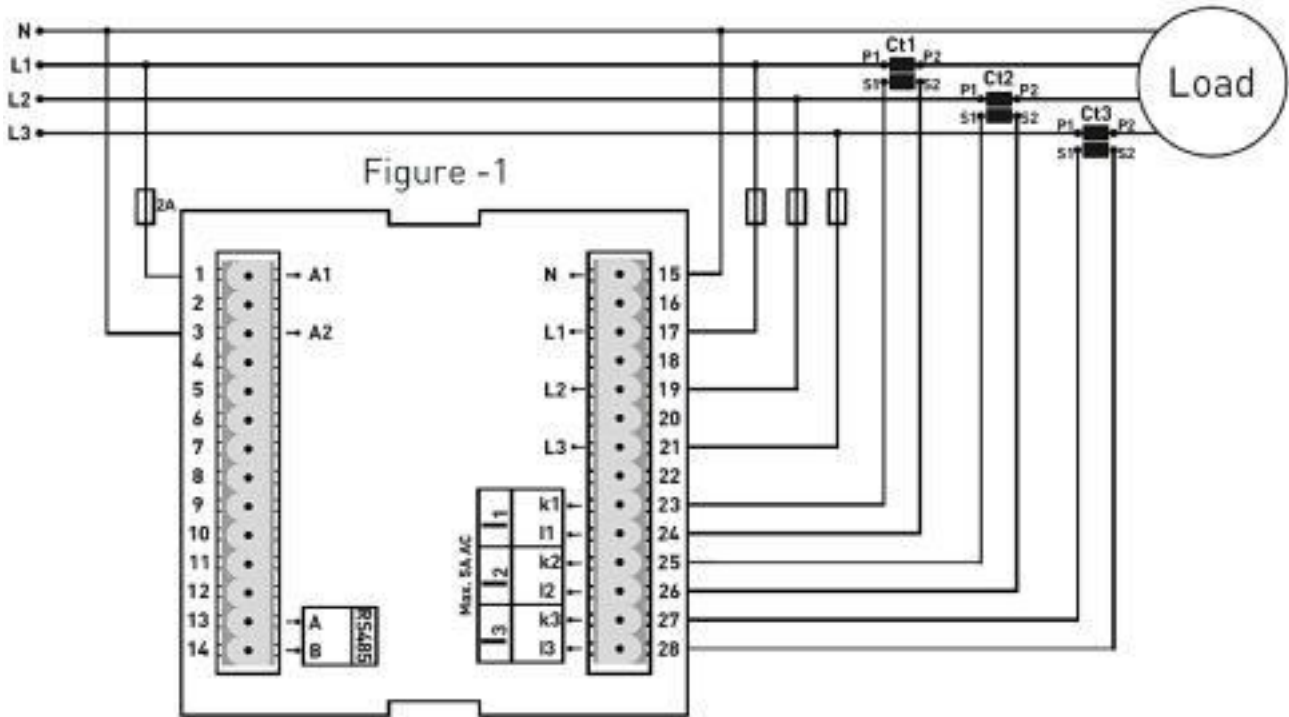 N
L1
L2
L3
Ct1
P1 P2
S1 S2
Ct2
P1 P2
S1 S2
Ct3
P1 P2
S1 S2
Load
Figure -1
2A
1 A1
2
3 A2
4
5
6
7
8
9
10
11
12
13 A
14 B
RS485
N 15
16
L1 17
18
L2 19
20
L3 21
22
k1 23
l1 24
k2 25
l2 26
k3 27
l3 28
I1
I2
I3
Max. 5A AC